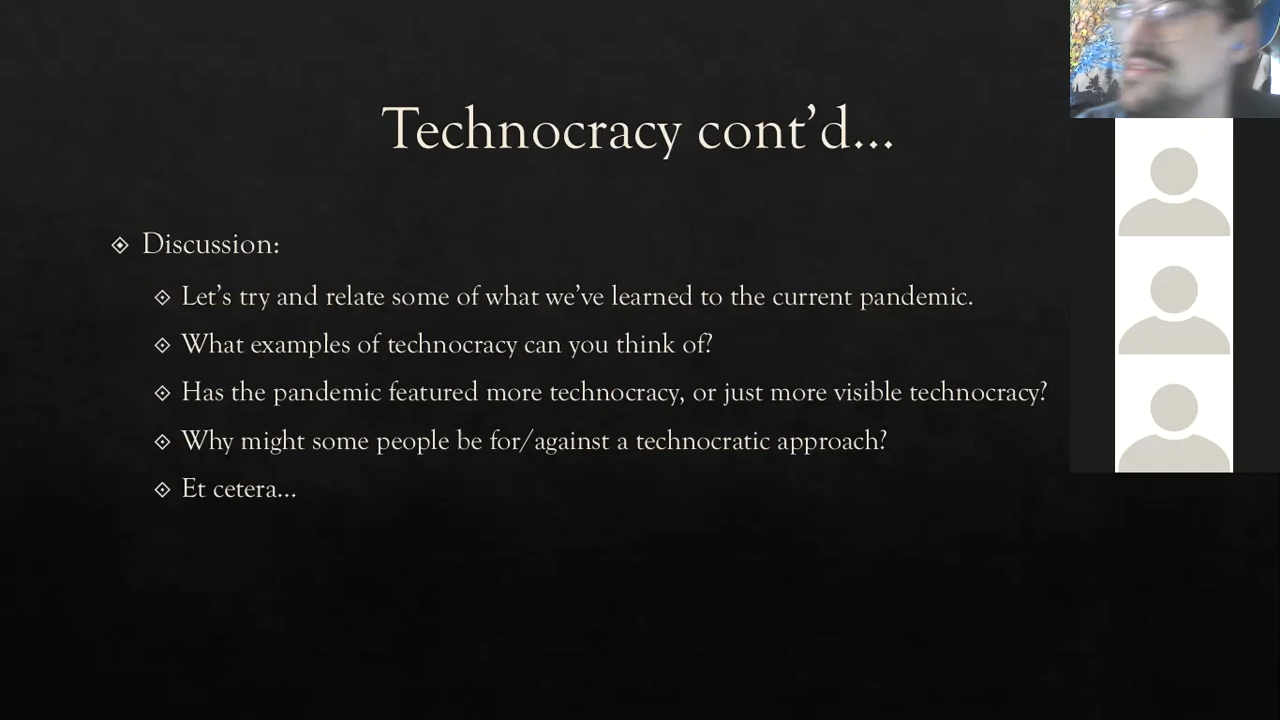 Technocracy cont’d…
Discussion:
Let’s try and relate some of what we’ve learned to the current pandemic.
What examples of technocracy can you think of?
Has the pandemic featured more technocracy, or just more visible technocracy?
Why might some people be for/against a technocratic approach?
Et cetera…